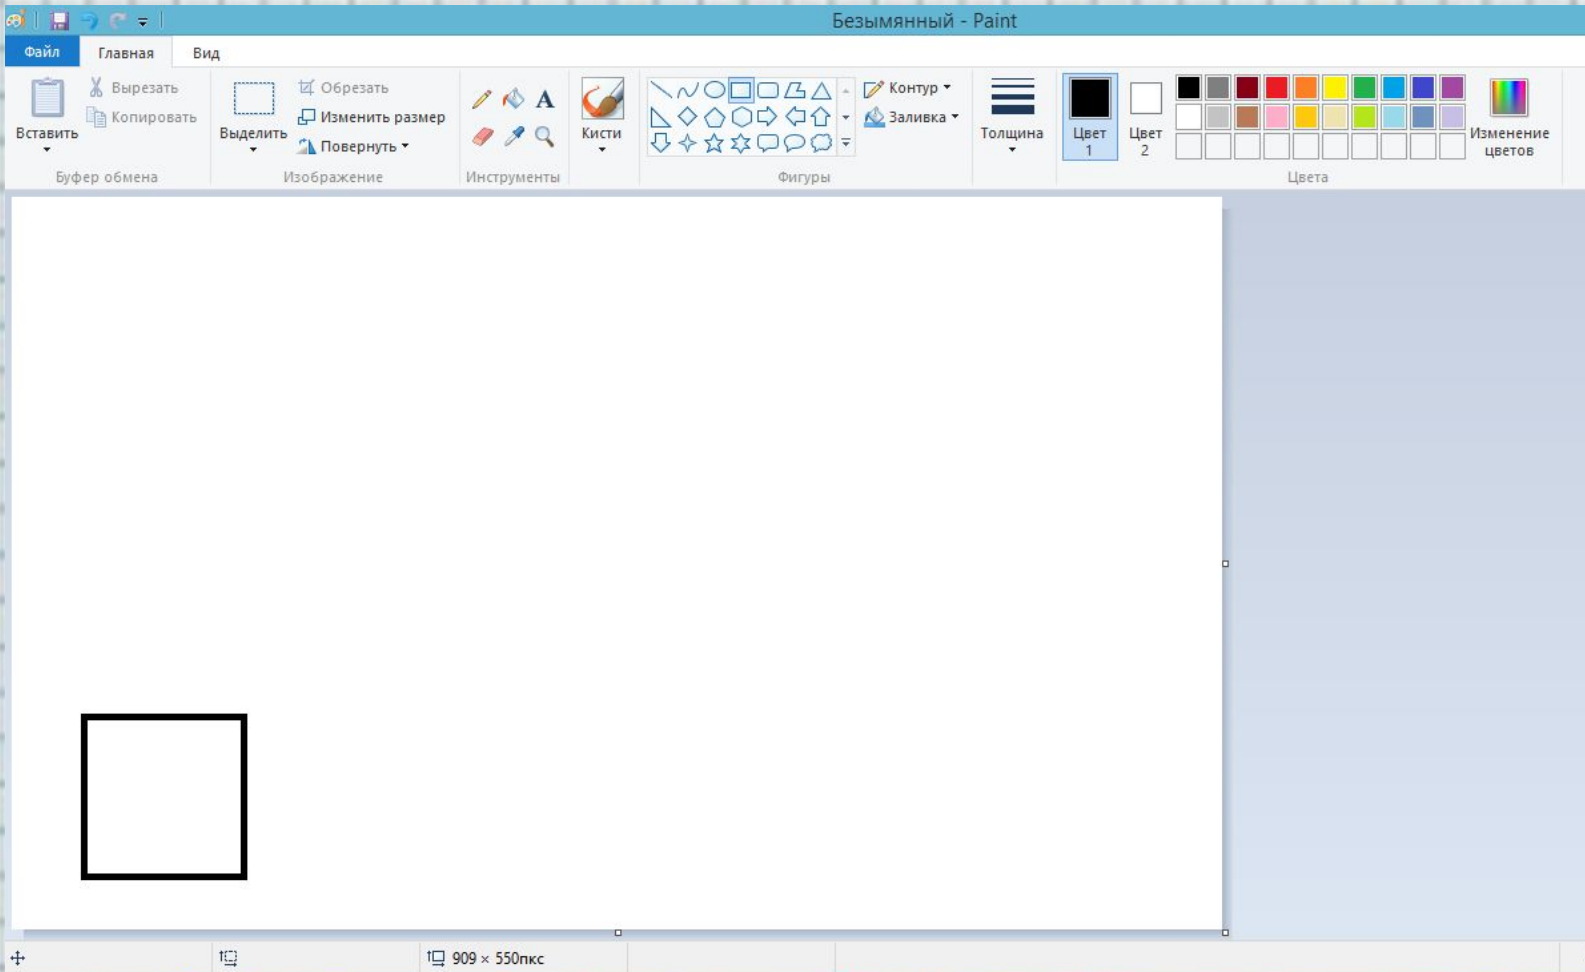 Безымянный - Paint
Файл Главная Вид
Вставить
Вырезать
Копировать
Буфер обмена
Выделить
Обрезать
Изменить размер
Повернуть
Изображение
A
Инструменты
Кисти
Контур
Заливка
Фигуры
Толщина
Цвет
1
Цвет
2
Изменение
цветов
Цвета
909 × 550пкс